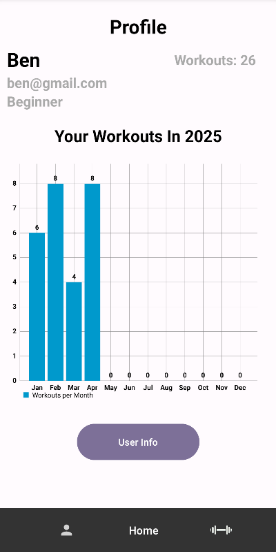 Profile
Ben
Workouts: 26
ben@gmail.com
Beginner
Your Workouts In 2025
8
7
6
5
4
3
2
1
0
6 8 4 8 0 0 0 0 0 0 0 0
Jan Feb Mar Apr May Jun Jul Aug Sep Oct Nov Dec
Workouts per Month
User Info
Home